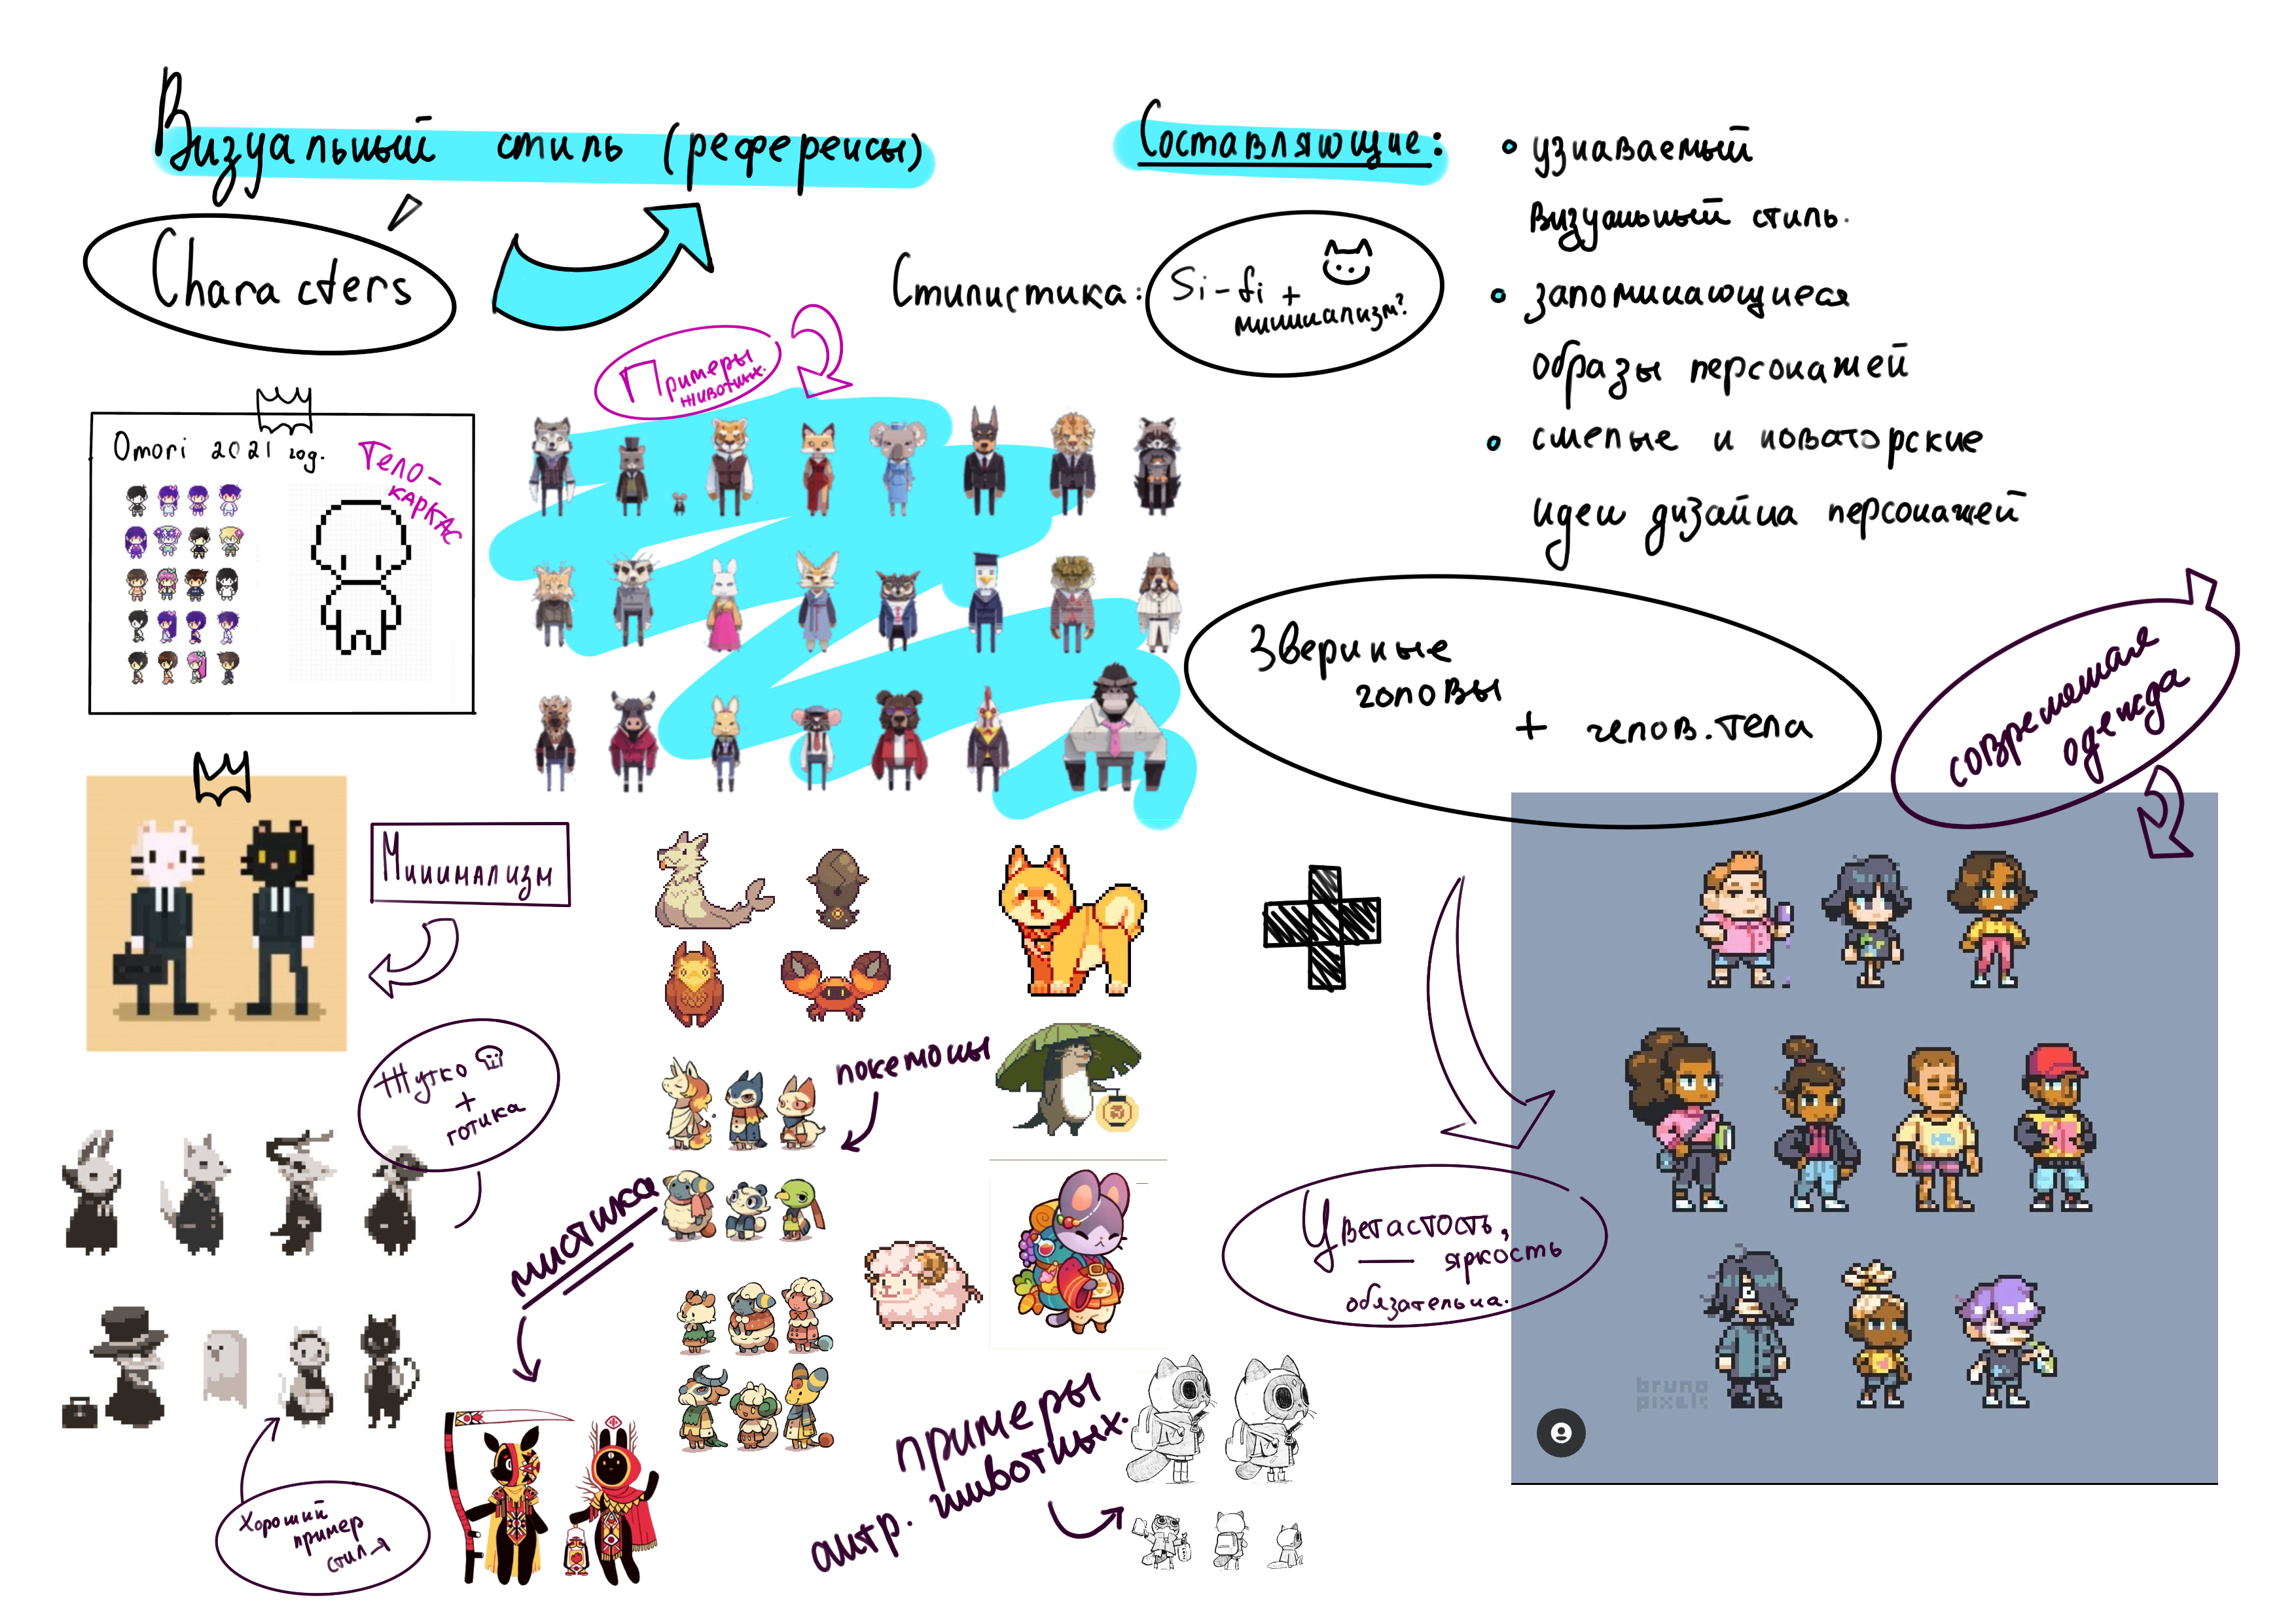 Визуальный стиль (референсы)
Characters
Составляющие:
• узнаваемый
визуальный стиль.
• запоминающиеся
образы персонажей
• смелые и новаторские
идеи дизайна персонажей
Стилистика:
Si-fi +
минимализм?
Примеры
животных.
Omori 2021 год.
Тело-
каркас
Звериные
головы
+ челов. тела
современная
одежда
Минимализм
Жутко
+
готика
покемоны
мистика
Цветастость,
яркость
обязательна.
примеры
антр. животных.
Хороший
пример
стиля
bruno
pixels